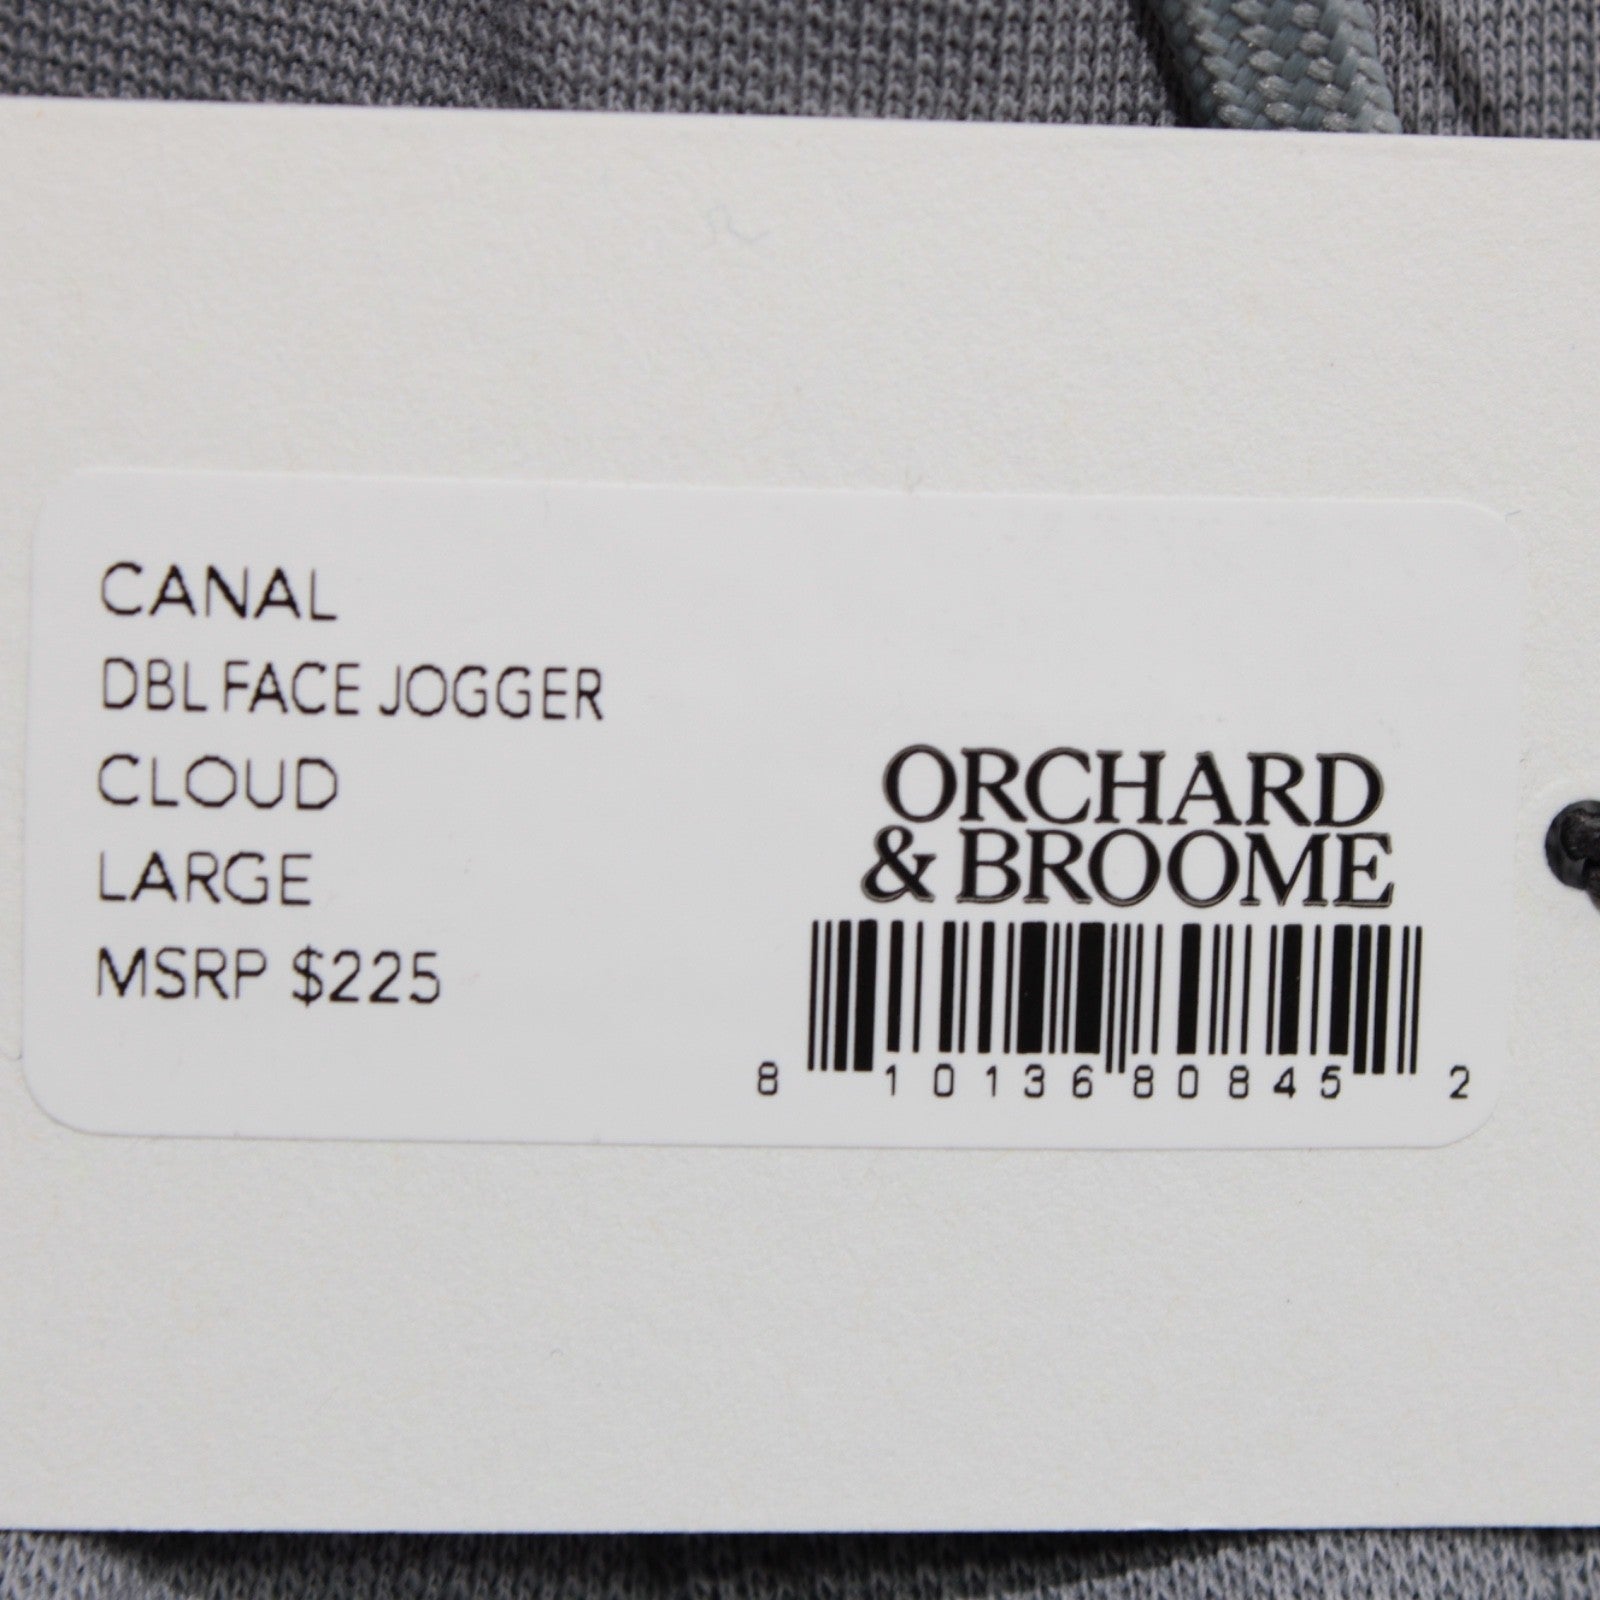 CANAL
DBL FACE JOGGER
CLOUD
LARGE
MSRP $225
ORCHARD
& BROOME
8 10136 80845 2